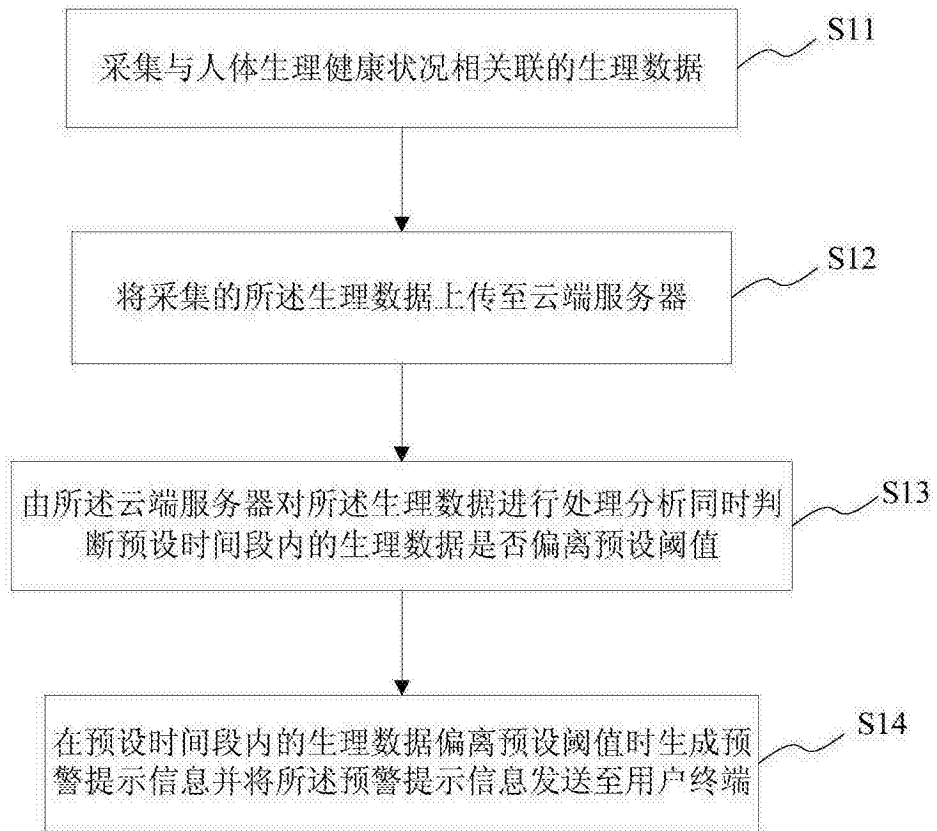 S11
采集与人体生理健康状况相关联的生理数据
S12
将采集的所述生理数据上传至云端服务器
S13
由所述云端服务器对所述生理数据进行处理分析同时判
断预设时间段内的生理数据是否偏离预设阈值
S14
在预设时间段内的生理数据偏离预设阈值时生成预
警提示信息并将所述预警提示信息发送至用户终端